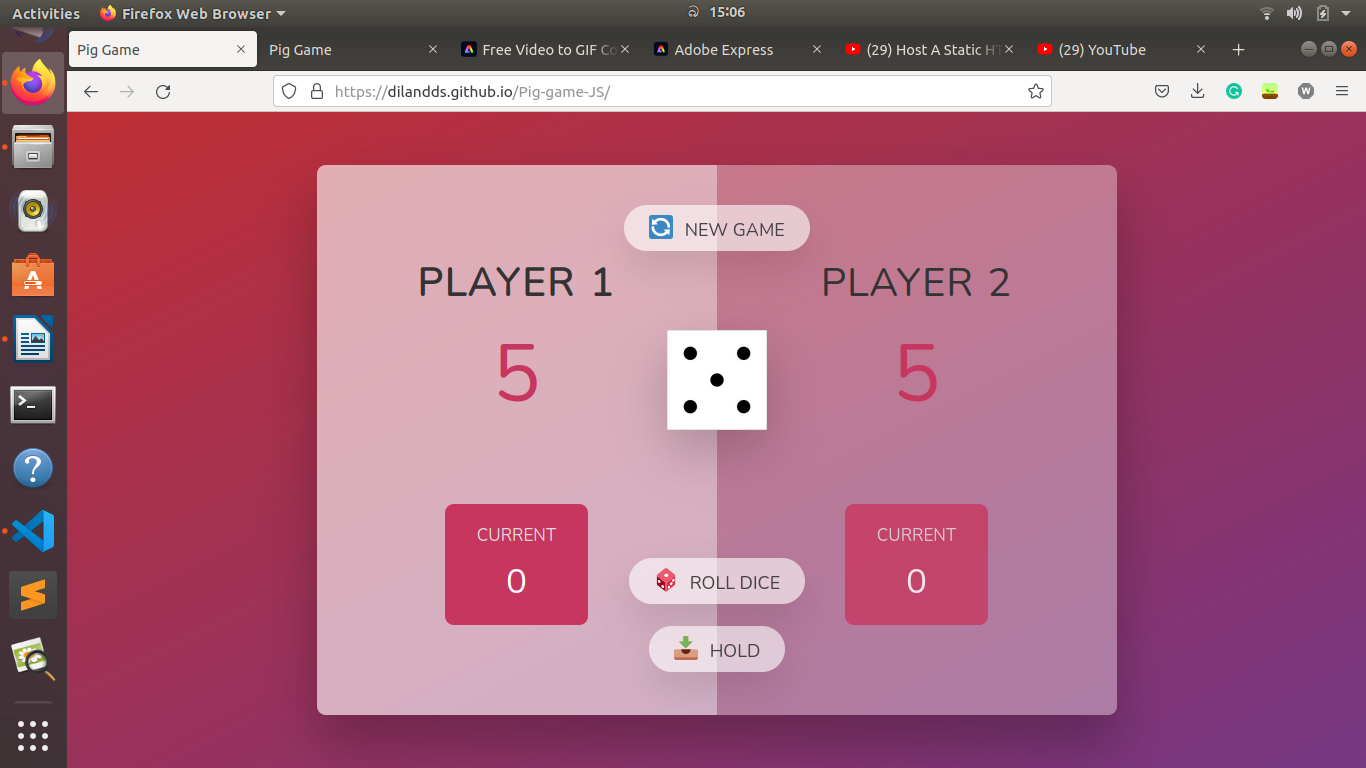 Activities Firefox Web Browser 15:06
Pig Game Pig Game Free Video to GIF Co Adobe Express (29) Host A Static HT (29) YouTube
https://dilandds.github.io/Pig-game-JS/
NEW GAME
PLAYER 1 PLAYER 2
5 5
CURRENT CURRENT
0 0
ROLL DICE
HOLD